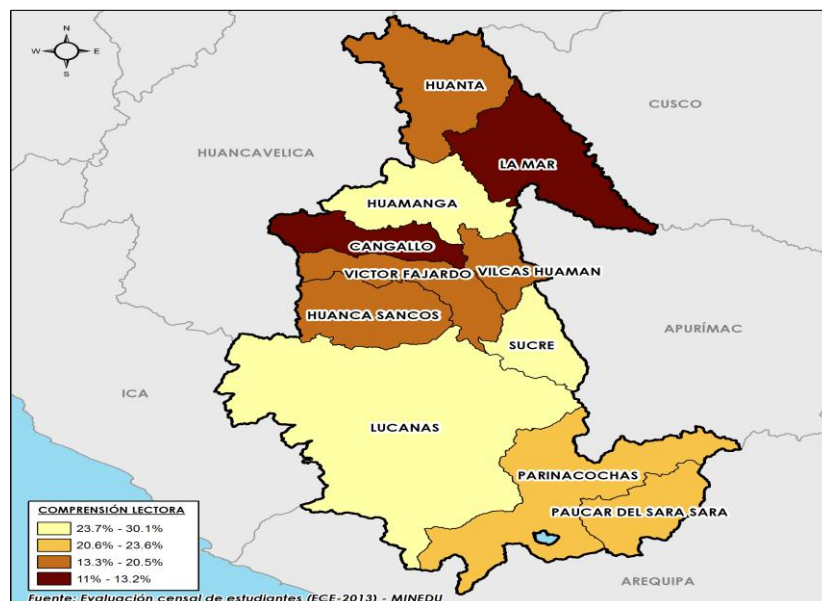 N
W E
S
HUANTA
CUSCO
HUANCAVELICA
LA MAR
HUAMANGA
CANGALLO
VICTOR FAJARDO
VILCAS HUAMAN
HUANCA SANCOS
APURÍMAC
SUCRE
ICA
LUCANAS
PARINACOCHAS
PAUCAR DEL SARA SARA
COMPRENSIÓN LECTORA
23.7% - 30.1%
20.6% - 23.6%
13.3% - 20.5%
11% - 13.2%
AREQUIPA
Fuente: Evaluación censal de estudiantes (ECE-2013) - MINEDU